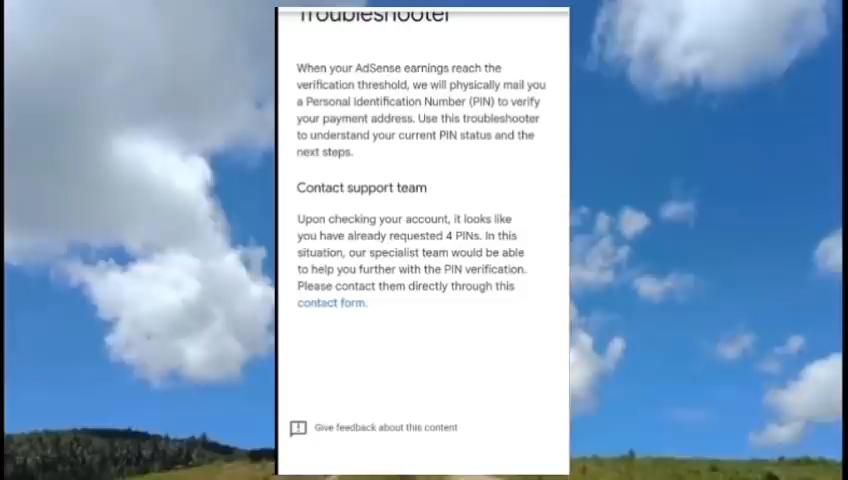 Troubleshooter
When your AdSense earnings reach the
verification threshold, we will physically mail you
a Personal Identification Number (PIN) to verify
your payment address. Use this troubleshooter
to understand your current PIN status and the
next steps.
Contact support team
Upon checking your account, it looks like
you have already requested 4 PINs. In this
situation, our specialist team would be able
to help you further with the PIN verification.
Please contact them directly through this
contact form.
Give feedback about this content